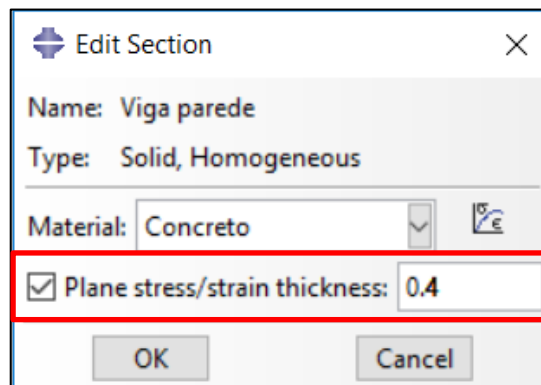 Edit Section
Name: Viga parede
Type: Solid, Homogeneous
Material: Concreto
σ ε
Plane stress/strain thickness: 0.4
OK Cancel